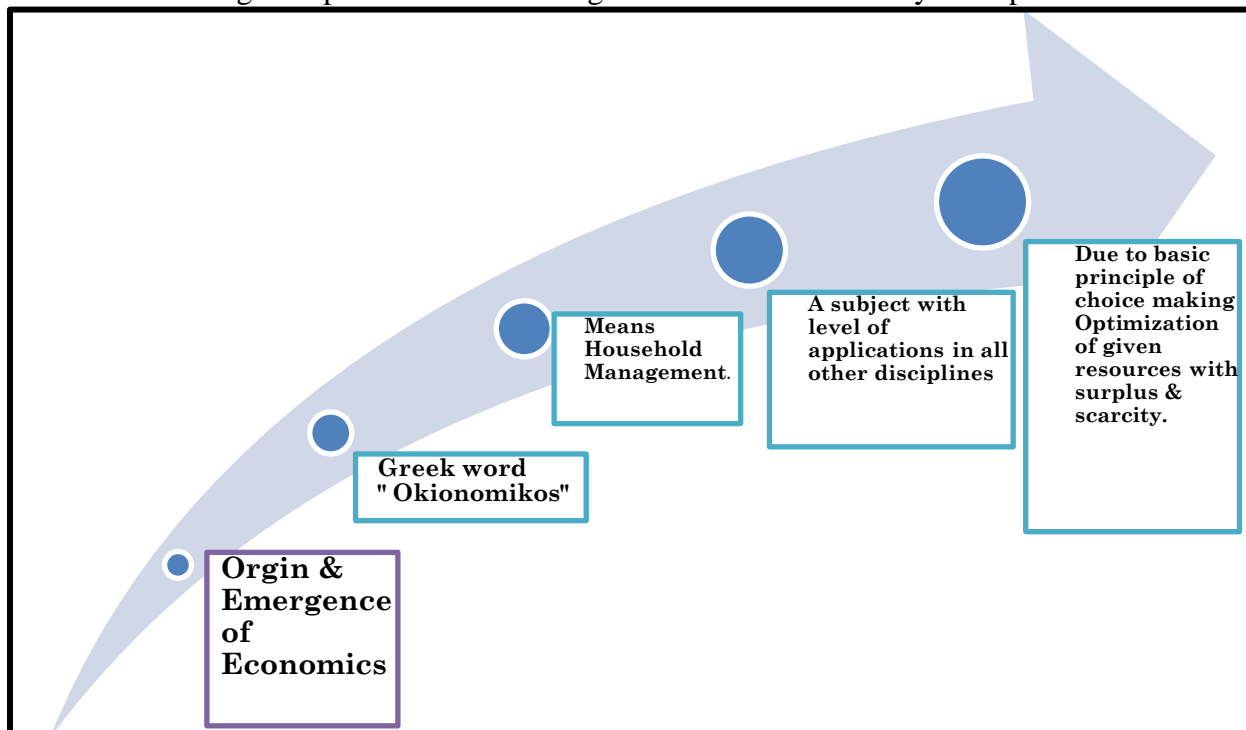 Orgin &
Emergence
of
Economics
Greek word
" Okionomikos"
Means
Household
Management.
A subject with
level of
applications in all
other disciplines
Due to basic
principle of
choice making
Optimization
of given
resources with
surplus &
scarcity.